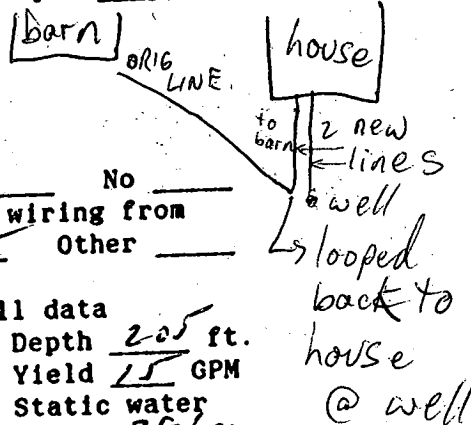 barn
house
ORIG
LINE.
to
barn
2 new
lines
well
looped
back to
house
@ well
No
wiring from
Other
ll data
Depth 205 ft.
Yield 15 GPM
Static water